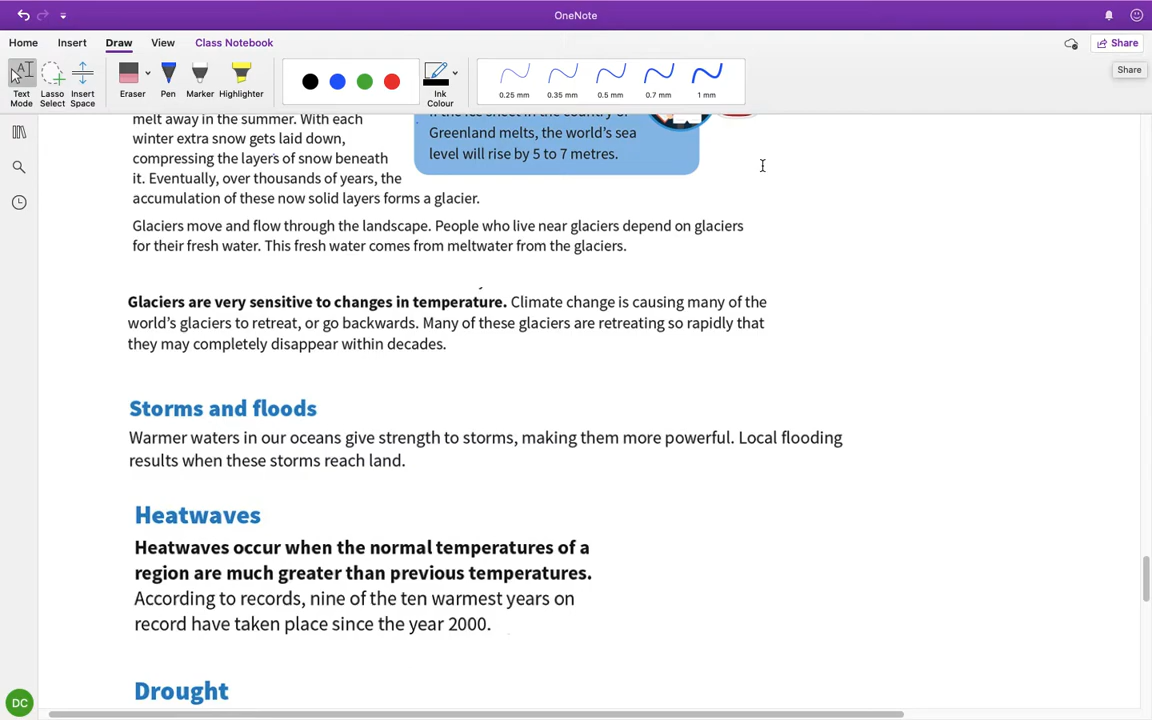 OneNote
Home Insert Draw View Class Notebook
Share
Text Mode
Lasso Select
Insert Space
Eraser
Pen
Marker
Highlighter
Ink Colour
0.25 mm 0.35 mm 0.5 mm 0.7 mm 1 mm
Share
melt away in the summer. With each
winter extra snow gets laid down,
compressing the layers of snow beneath
it. Eventually, over thousands of years, the
accumulation of these now solid layers forms a glacier.
If the ice sheet in the country of
Greenland melts, the world's sea
level will rise by 5 to 7 metres.
Glaciers move and flow through the landscape. People who live near glaciers depend on glaciers
for their fresh water. This fresh water comes from meltwater from the glaciers.
Glaciers are very sensitive to changes in temperature. Climate change is causing many of the
world's glaciers to retreat, or go backwards. Many of these glaciers are retreating so rapidly that
they may completely disappear within decades.
Storms and floods
Warmer waters in our oceans give strength to storms, making them more powerful. Local flooding
results when these storms reach land.
Heatwaves
Heatwaves occur when the normal temperatures of a
region are much greater than previous temperatures.
According to records, nine of the ten warmest years on
record have taken place since the year 2000.
Drought
DC